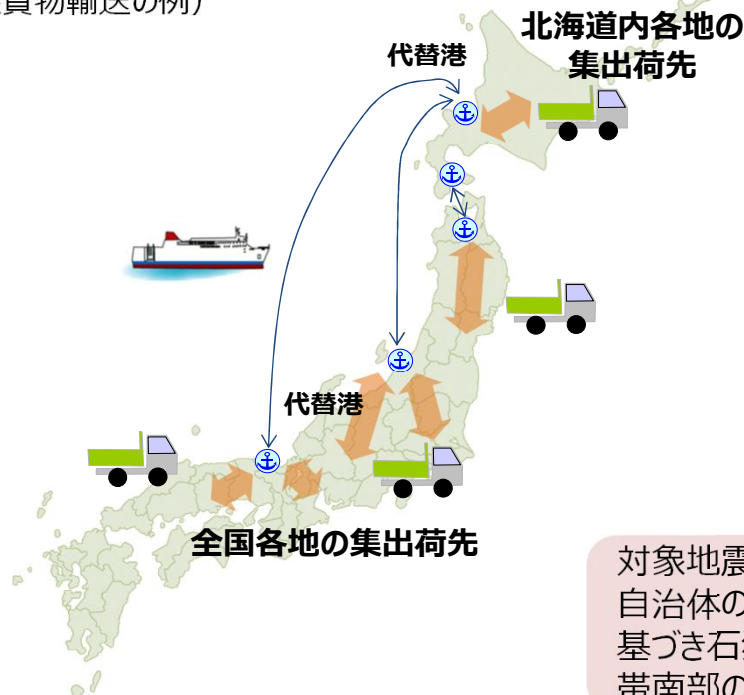 貨物輸送の例）
北海道内各地の
集出荷先
代替港
代替港
全国各地の集出荷先
対象地震
自治体の
基づき石
帯南部の